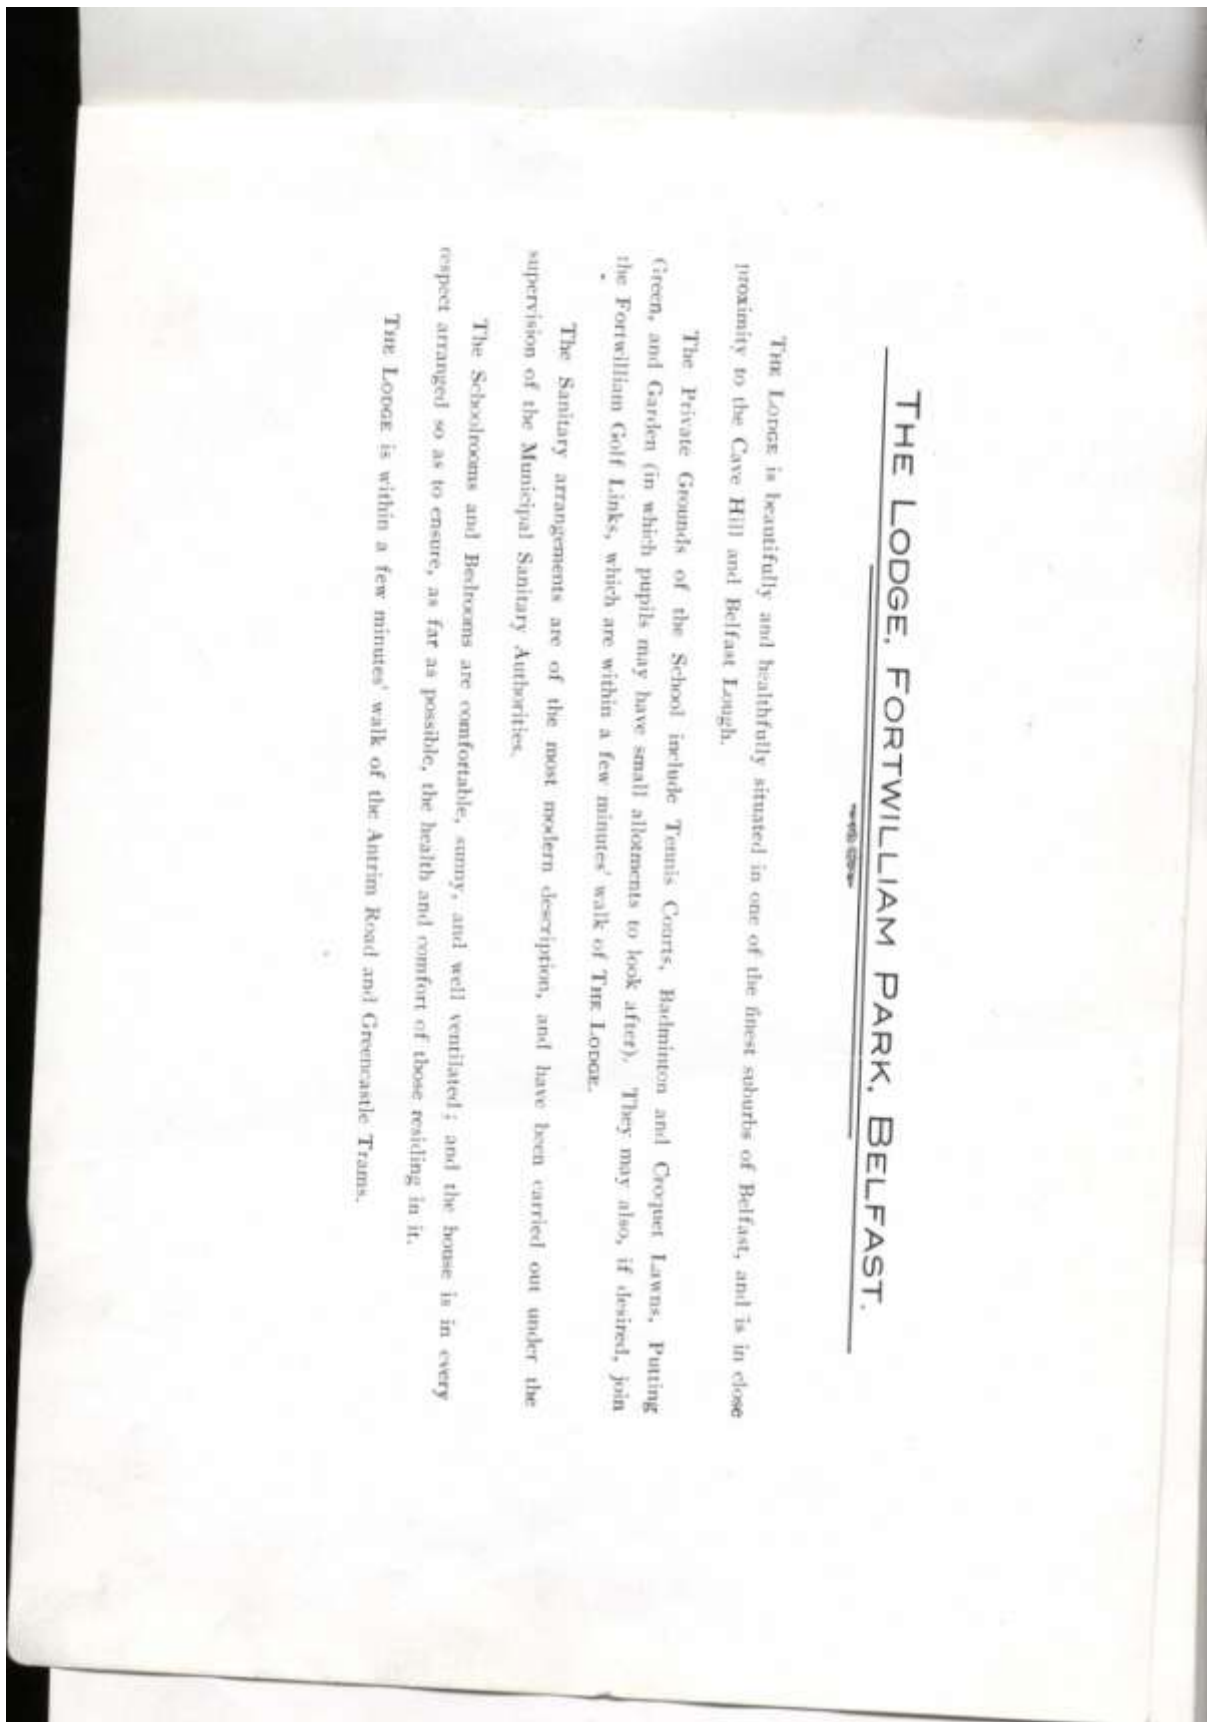 THE LODGE, FORTWILLIAM PARK, BELFAST.
THE LODGE is beautifully and healthfully situated in one of the finest suburbs of Belfast, and is in close
proximity to the Cave Hill and Belfast Lough.
The Private Grounds of the School include Tennis Courts, Badminton and Croquet Lawns, Putting
Green, and Garden (in which pupils may have small allotments to look after). They may also, if desired, join
the Fortwilliam Golf Links, which are within a few minutes' walk of THE LODGE.
The Sanitary arrangements are of the most modern description, and have been carried out under the
supervision of the Municipal Sanitary Authorities.
The Schoolrooms and Bedrooms are comfortable, sunny, and well ventilated; and the house is in every
respect arranged so as to ensure, as far as possible, the health and comfort of those residing in it.
THE LODGE is within a few minutes' walk of the Antrim Road and Greencastle Trams.